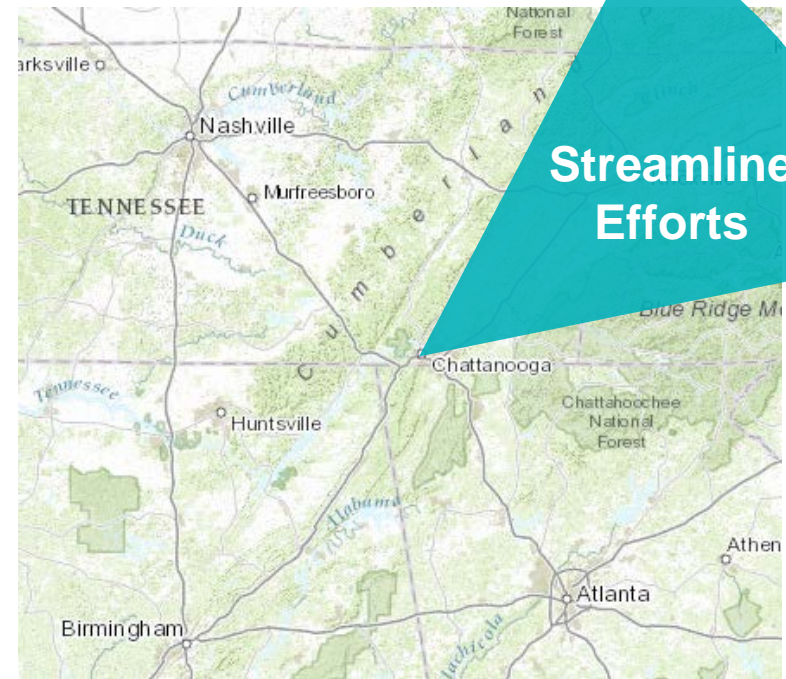 National
Forest
arksville
Cumberland
Nashville
Streamline
Efforts
Murfreesboro
TENNESSEE
Duck
Cumberland
Blue Ridge M
Chattanooga
Tennessee
Chattahoochee
National
Forest
Huntsville
Alabama
Athen
Atlanta
Birmingham